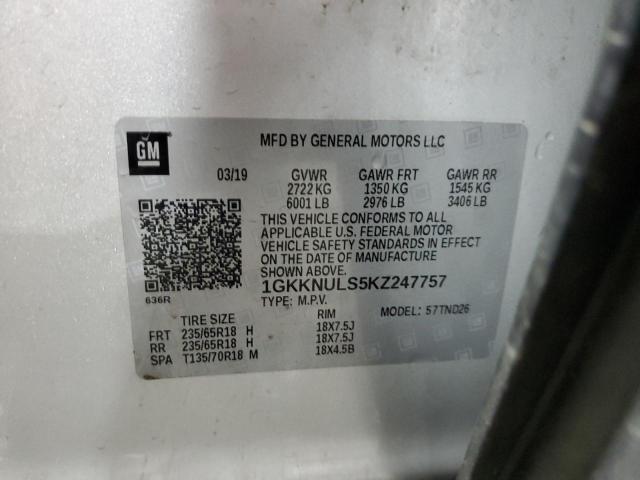 GM
MFD BY GENERAL MOTORS LLC
03/19 GVWR GAWR FRT GAWR RR
2722 KG 1350 KG 1545 KG
6001 LB 2976 LB 3406 LB
THIS VEHICLE CONFORMS TO ALL
APPLICABLE U.S. FEDERAL MOTOR
VEHICLE SAFETY STANDARDS IN EFFECT
ON THE DATE OF MANUFACTURE
SHOWN ABOVE.
636R
1GKKNULS5KZ247757
TYPE: M.P.V. MODEL: 57TND26
TIRE SIZE RIM
FRT 235/65R18 H 18X7.5J
RR 235/65R18 H 18X7.5J
SPA T135/70R18 M 18X4.5B